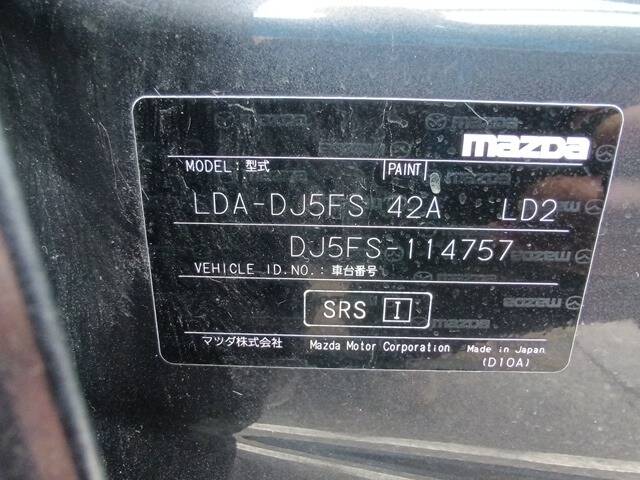 mazda
MODEL:型式 PAINT
LDA-DJ5FS 42A LD2
DJ5FS-114757
VEHICLE ID.NO.:車台番号
SRS I
マツダ株式会社 Mazda Motor Corporation Made in Japan
(D10A)